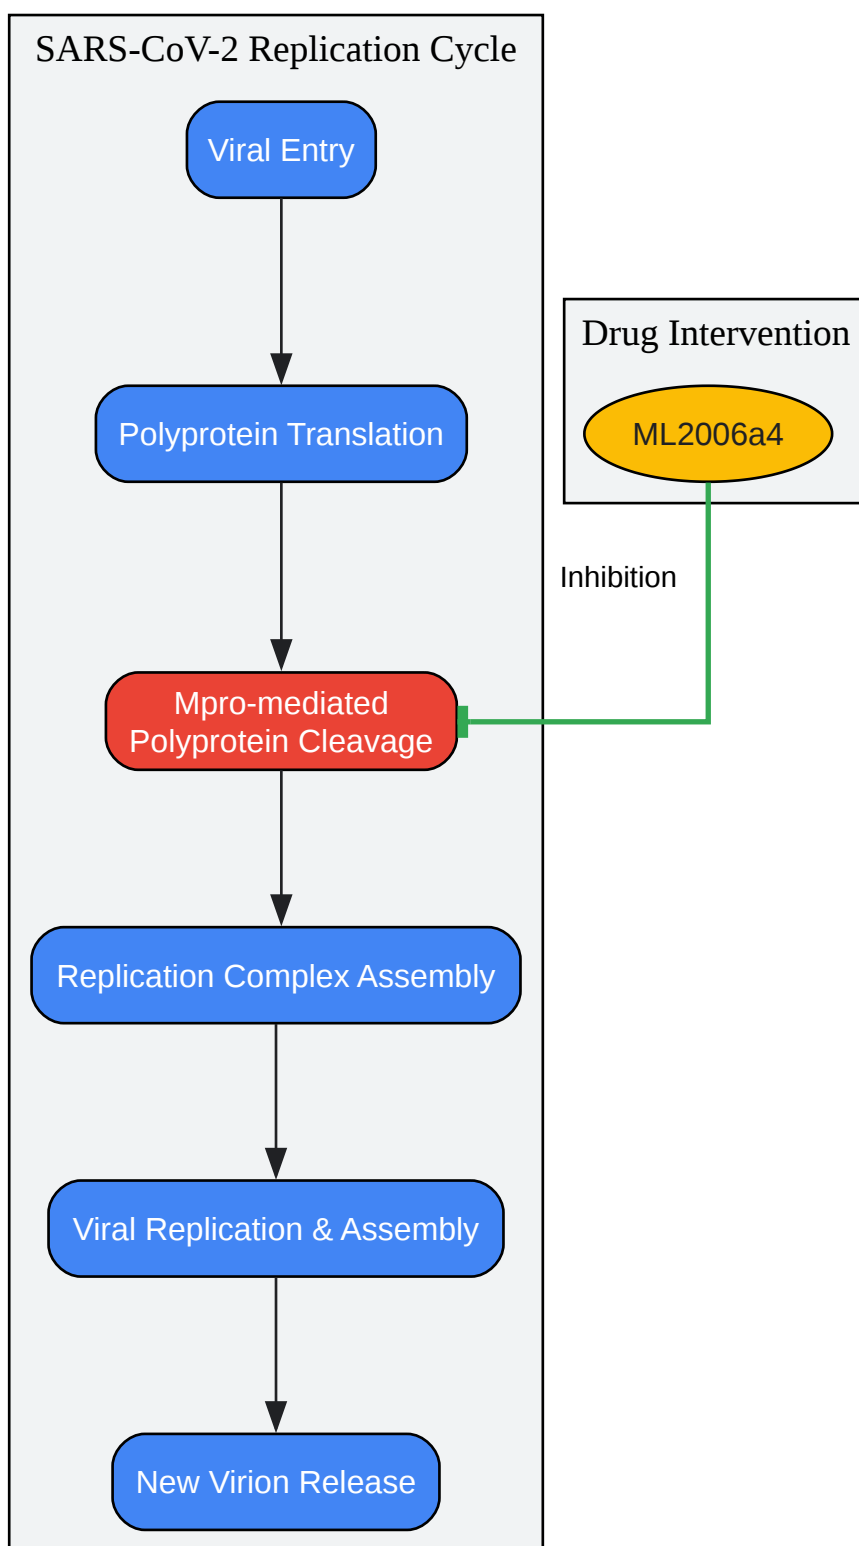 SARS-CoV-2 Replication Cycle
Viral Entry
Drug Intervention
ML2006a4
Polyprotein Translation
Inhibition
Mpro-mediated
Polyprotein Cleavage
Replication Complex Assembly
Viral Replication & Assembly
New Virion Release